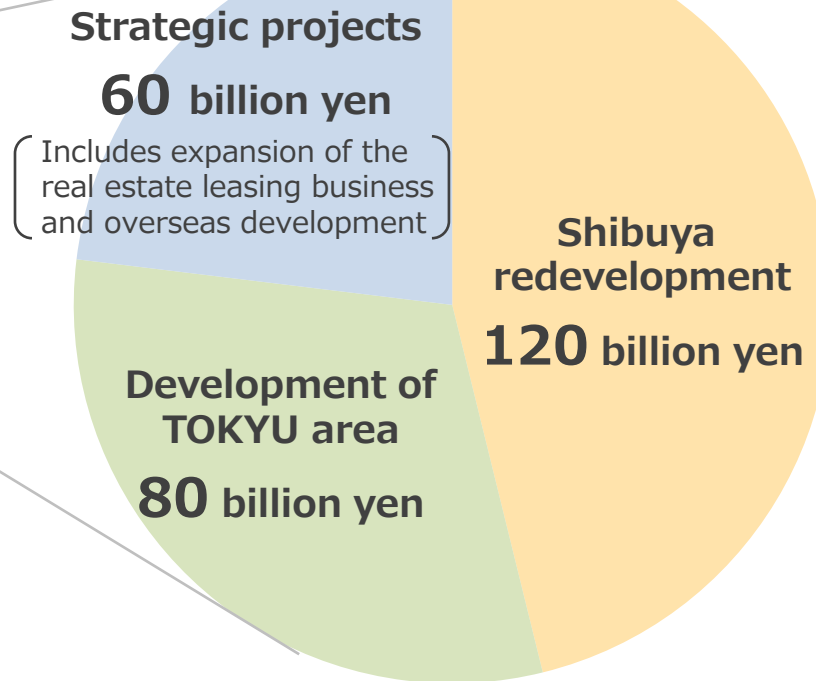 Strategic projects
60 billion yen
Includes expansion of the
real estate leasing business
and overseas development
Shibuya
redevelopment
120 billion yen
Development of
TOKYU area
80 billion yen